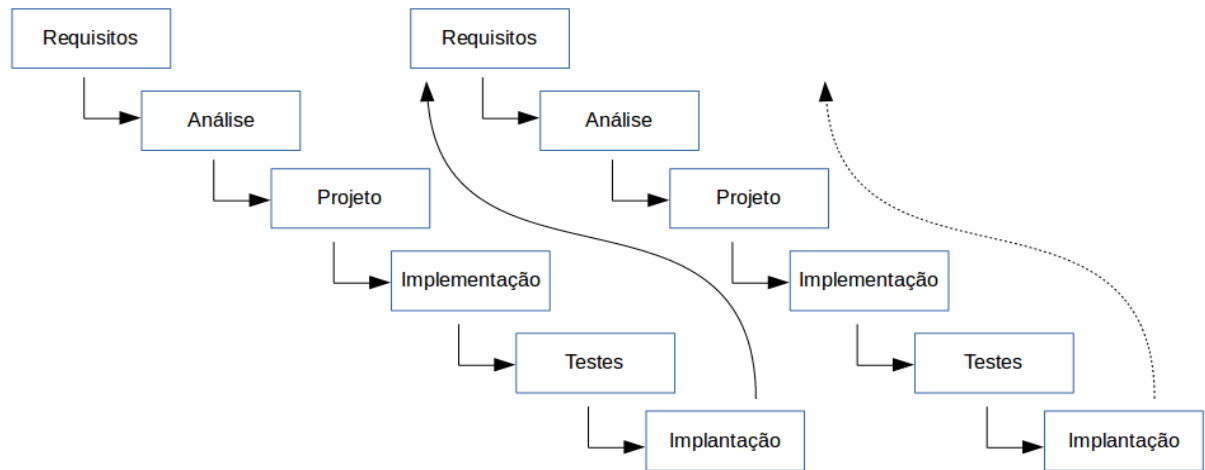 Requisitos
Análise
Projeto
Implementação
Testes
Implantação
Requisitos
Análise
Projeto
Implementação
Testes
Implantação